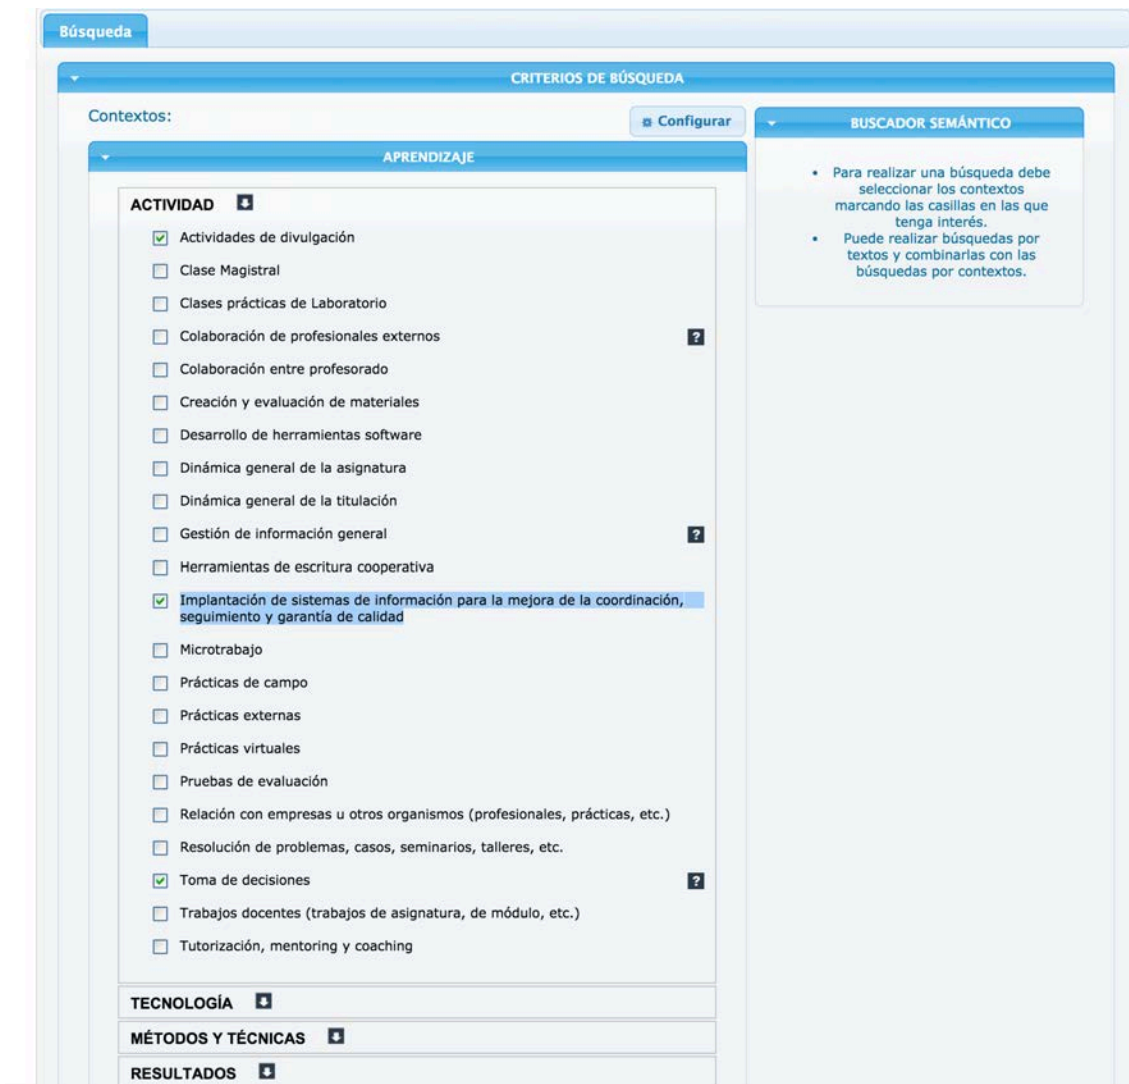 Búsqueda
CRITERIOS DE BÚSQUEDA
Contextos:
Configurar
APRENDIZAJE
ACTIVIDAD
Actividades de divulgación
Clase Magistral
Clases prácticas de Laboratorio
Colaboración de profesionales externos
?
Colaboración entre profesorado
Creación y evaluación de materiales
Desarrollo de herramientas software
Dinámica general de la asignatura
Dinámica general de la titulación
Gestión de información general
?
Herramientas de escritura cooperativa
Implantación de sistemas de información para la mejora de la coordinación,
seguimiento y garantía de calidad
Microtrabajo
Prácticas de campo
Prácticas externas
Prácticas virtuales
Pruebas de evaluación
Relación con empresas u otros organismos (profesionales, prácticas, etc.)
Resolución de problemas, casos, seminarios, talleres, etc.
Toma de decisiones
?
Trabajos docentes (trabajos de asignatura, de módulo, etc.)
Tutorización, mentoring y coaching
TECNOLOGÍA
MÉTODOS Y TÉCNICAS
RESULTADOS
BUSCADOR SEMÁNTICO
• Para realizar una búsqueda debe
seleccionar los contextos
marcando las casillas en las que
tenga interés.
• Puede realizar búsquedas por
textos y combinarlas con las
búsquedas por contextos.